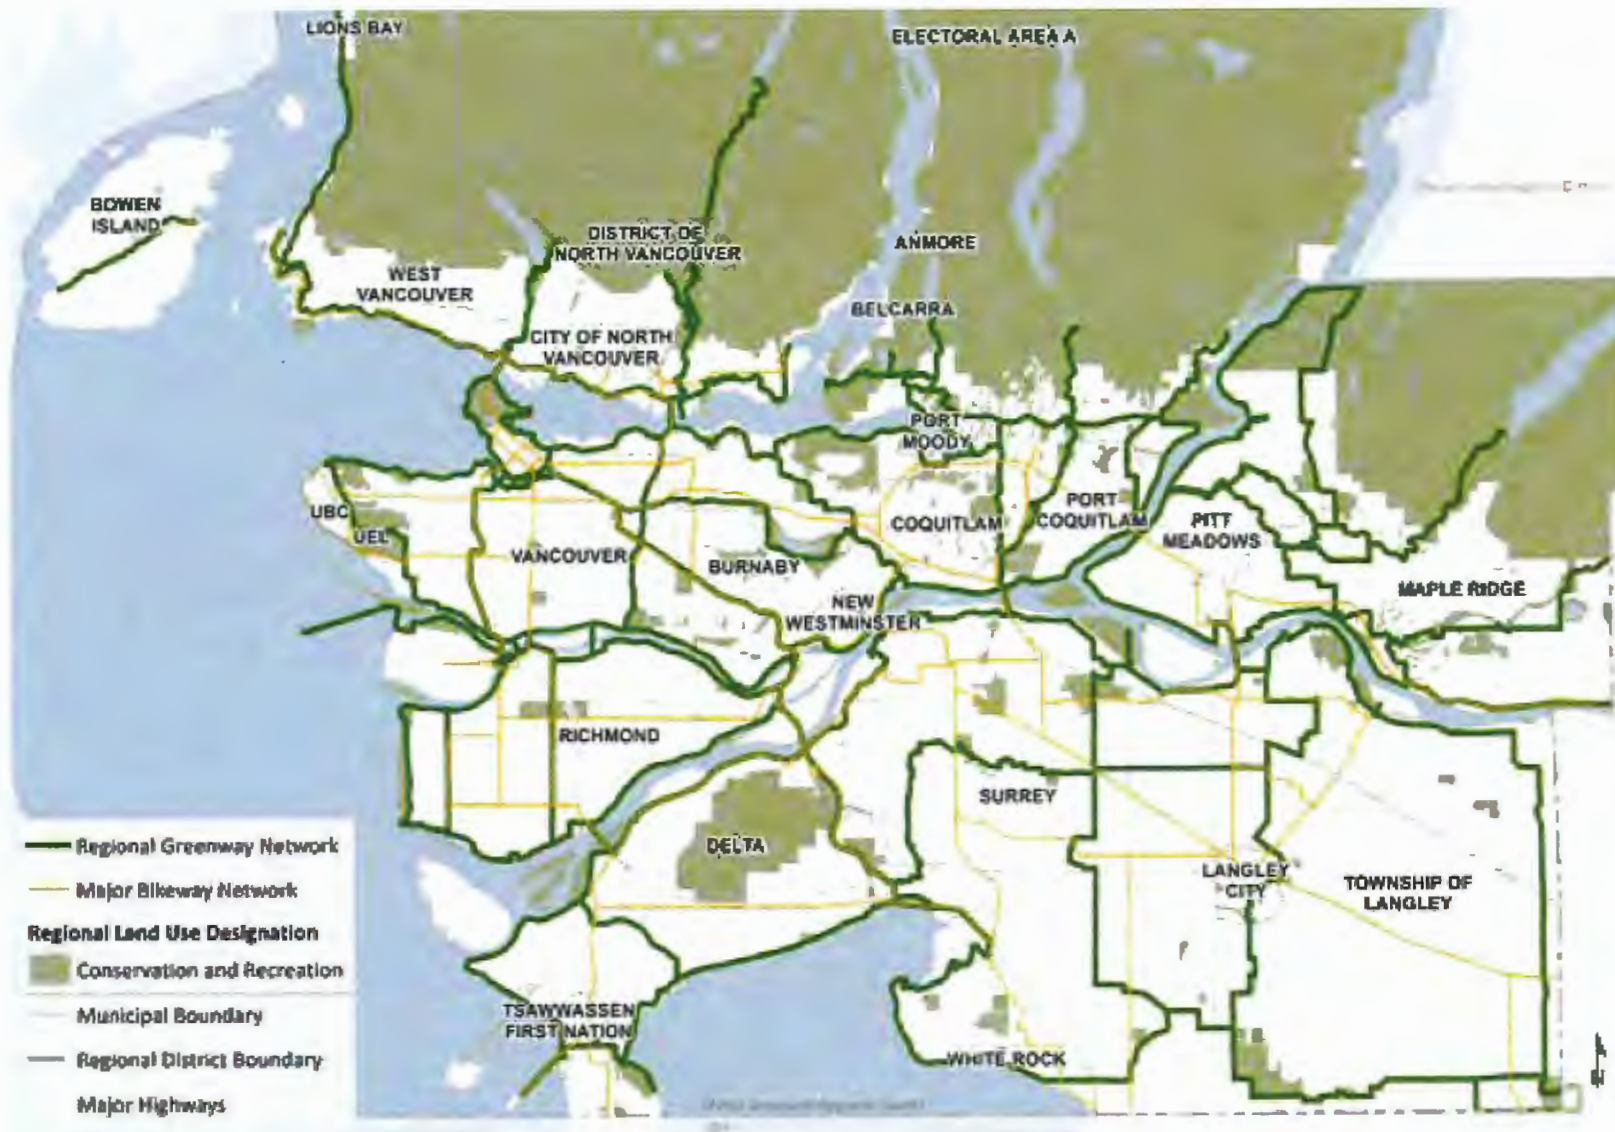 LIONS BAY
ELECTORAL AREA A
BOWEN
ISLAND
DISTRICT OF
NORTH VANCOUVER
ANMORE
WEST
VANCOUVER
BELCARRA
CITY OF NORTH
VANCOUVER
PORT
MOODY
UBC
UEL
VANCOUVER
BURNABY
COQUITLAM
PORT
COQUITLAM
PITT
MEADOWS
NEW
WESTMINSTER
MAPLE RIDGE
RICHMOND
SURREY
DELTA
LANGLEY
CITY
TOWNSHIP OF
LANGLEY
TSAWWASSEN
FIRST NATION
WHITE ROCK
Regional Greenway Network
Major Bikeway Network
Regional Land Use Designation
Conservation and Recreation
Municipal Boundary
Regional District Boundary
Major Highways